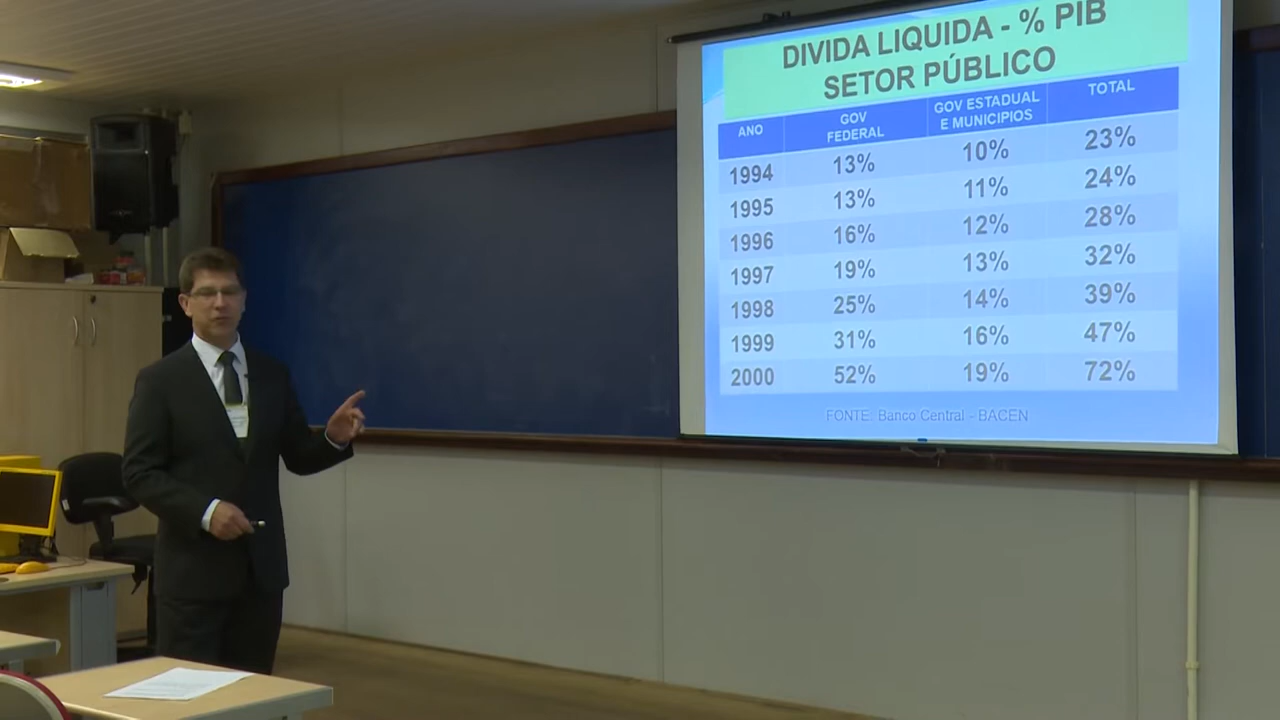 DIVIDA LIQUIDA - % PIB
SETOR PÚBLICO
ANO GOV FEDERAL GOV ESTADUAL E MUNICIPIOS TOTAL
1994 13% 10% 23%
1995 13% 11% 24%
1996 16% 12% 28%
1997 19% 13% 32%
1998 25% 14% 39%
1999 31% 16% 47%
2000 52% 19% 72%
FONTE: Banco Central - BACEN